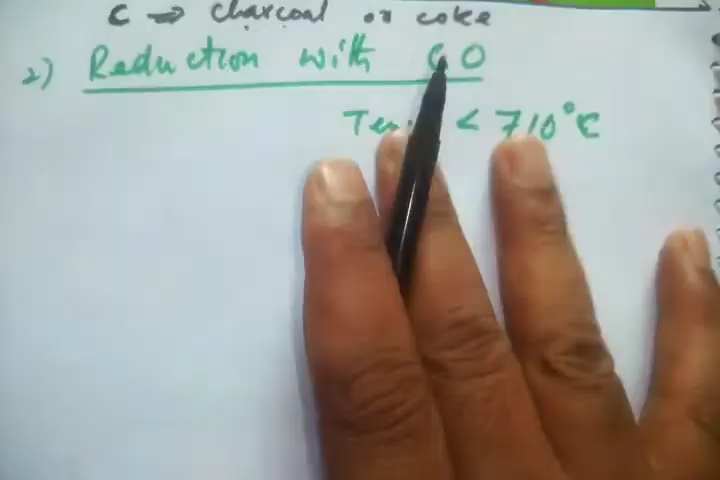 C ⇒ charcoal or coke
2) Reduction with CO
< 710°C